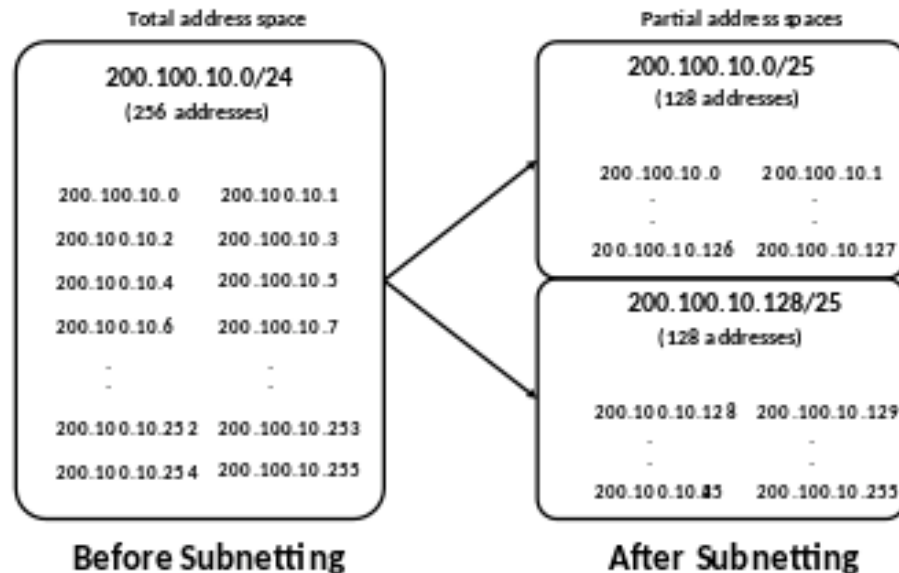 Total address space
200.100.10.0/24
(256 addresses)
200.100.10.0 200.100.10.1
200.100.10.2 200.100.10.3
200.100.10.4 200.100.10.5
200.100.10.6 200.100.10.7
200.100.10.252 200.100.10.253
200.100.10.254 200.100.10.255
Before Subnetting
Partial address spaces
200.100.10.0/25
(128 addresses)
200.100.10.0 200.100.10.1
200.100.10.126 200.100.10.127
200.100.10.128/25
(128 addresses)
200.100.10.128 200.100.10.129
200.100.10.255
After Subnetting